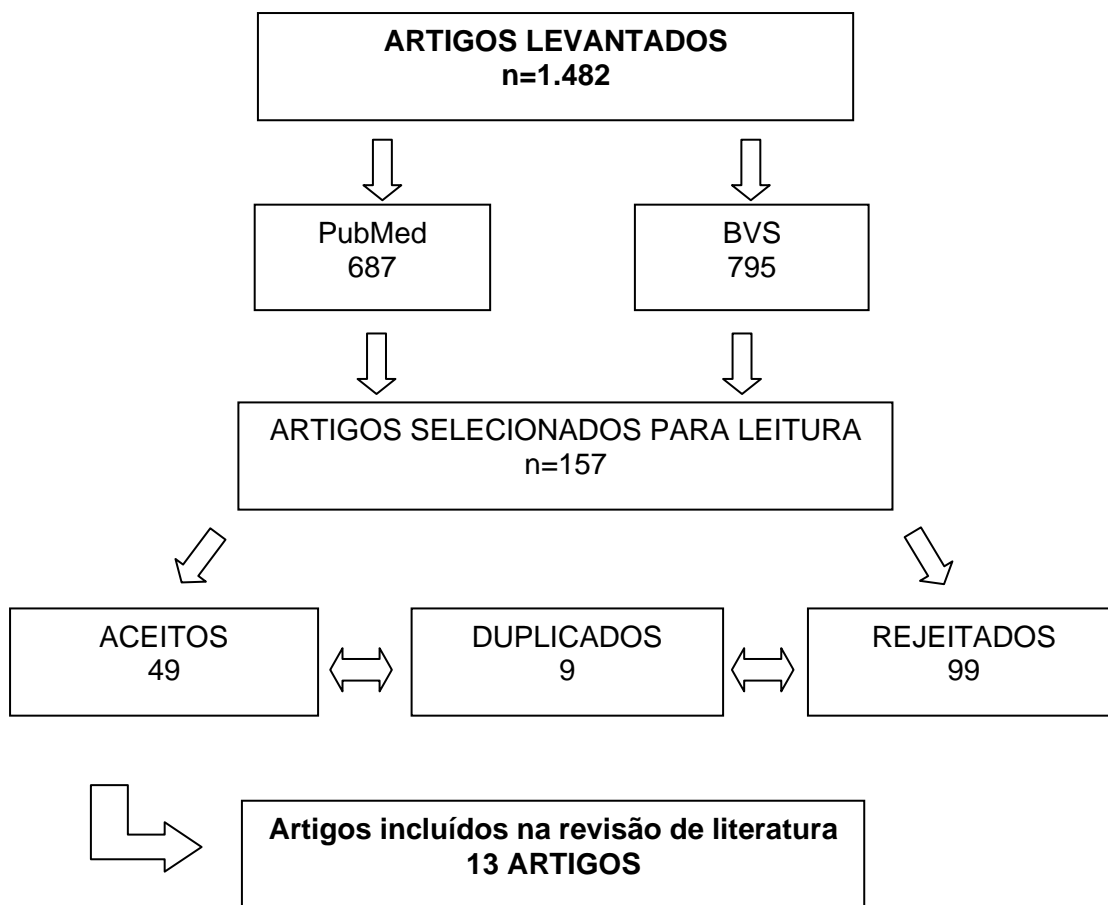 ARTIGOS LEVANTADOS
n=1.482
PubMed
687
BVS
795
ARTIGOS SELECIONADOS PARA LEITURA
n=157
ACEITOS
49
DUPLICADOS
9
REJEITADOS
99
Artigos incluídos na revisão de literatura
13 ARTIGOS